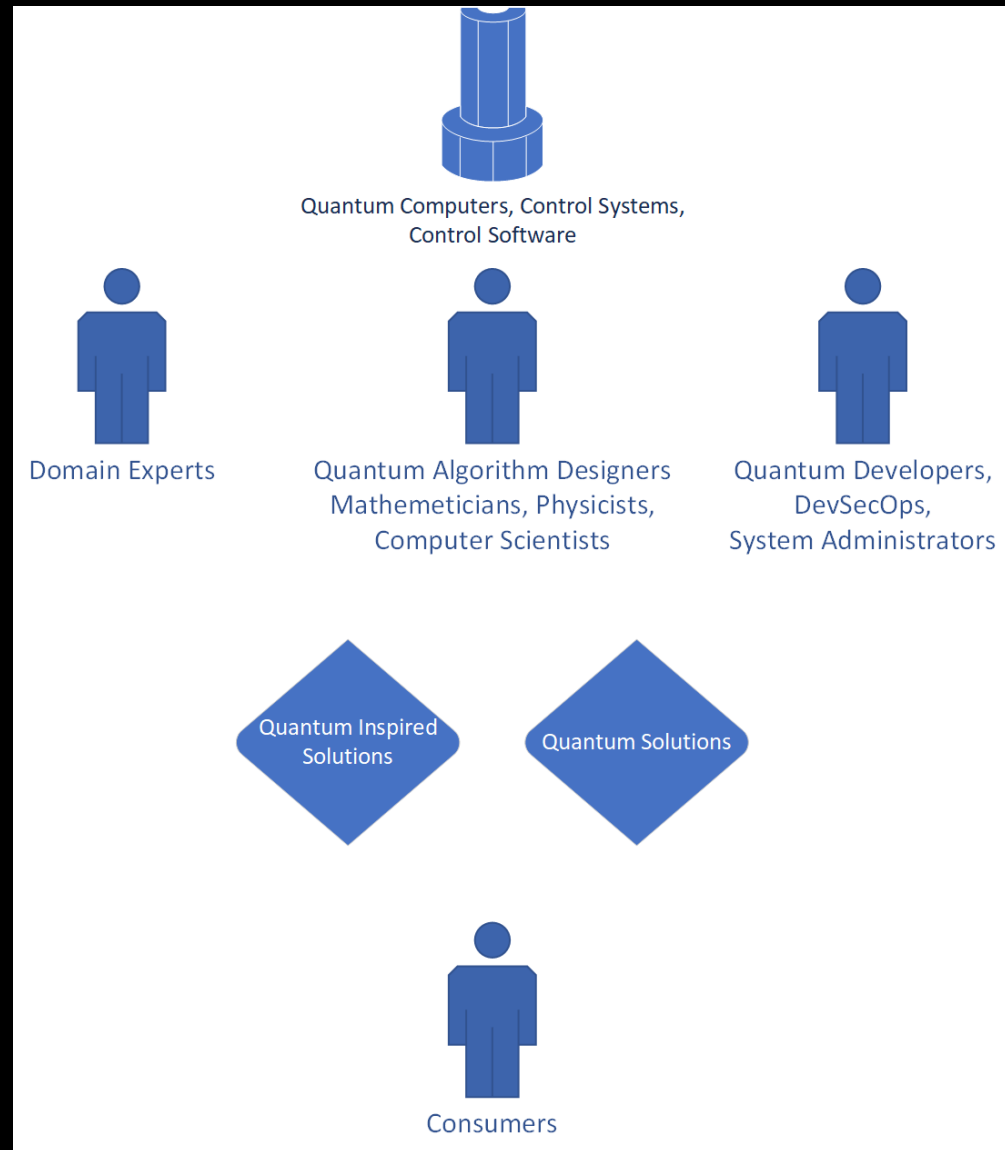 Quantum Computers, Control Systems,
Control Software
Domain Experts
Quantum Algorithm Designers
Mathemeticians, Physicists,
Computer Scientists
Quantum Developers,
DevSecOps,
System Administrators
Quantum Inspired
Solutions
Quantum Solutions
Consumers